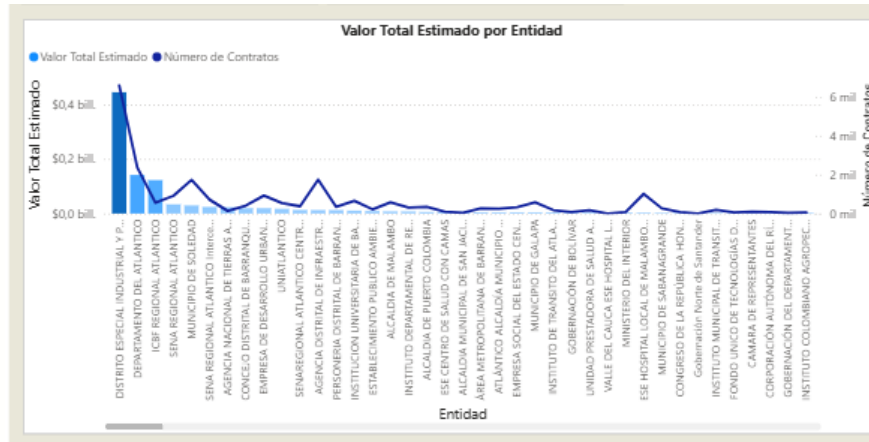 Valor Total Estimado por Entidad
Valor Total Estimado Número de Contratos
Valor Total Estimado
$0,4 bill.
$0,2 bill.
$0,0 bill.
6 mil
4 mil
2 mil
0 mil
Número de Contratos
DISTRITO ESPECIAL INDUSTRIAL Y P...
DEPARTAMENTO DEL ATLÁNTICO
ICBF REGIONAL ATLANTICO
SENA REGIONAL ATLANTICO
MUNICIPIO DE SOLEDAD
SENA REGIONAL ATLANTICO Interco...
AGENCIA NACIONAL DE TIERRAS A...
CONCEJO DISTRITAL DE BARRANQU...
EMPRESA DE DESARROLLO URBAN...
UNIATLANTICO
SENAREGIONAL ATLANTICO CENTR...
AGENCIA DISTRITAL DE INFRAESTR...
PERSONERIA DISTRITAL DE BARRAN...
INSTITUCION UNIVERSITARIA DE BA...
ESTABLECIMIENTO PUBLICO AMBIE...
ALCALDIA DE MALAMBO
INSTITUTO DEPARTAMENTAL DE RE...
ALCALDIA DE PUERTO COLOMBIA
ESE CENTRO DE SALUD CON CAMAS
ALCALDIA MUNICIPAL DE SAN JACI...
ÁREA METROPOLITANA DE BARRAN...
ATLÁNTICO ALCALDÍA MUNICIPIO ...
EMPRESA SOCIAL DEL ESTADO CEN...
MUNICIPIO DE GALAPA
INSTITUTO DE TRANSITO DEL ATLA...
GOBERNACIÓN DE BOLÍVAR
UNIDAD PRESTADORA DE SALUD A...
VALLE DEL CAUCA ESE HOSPITAL L...
MINISTERIO DEL INTERIOR
ESE HOSPITAL LOCAL DE MALAMBO...
MUNICIPIO DE SABANAGRANDE
CONGRESO DE LA REPÚBLICA HON...
Gobernación Norte de Santander
INSTITUTO MUNICIPAL DE TRANSIT...
FONDO UNICO DE TECNOLOGÍAS D...
CAMARA DE REPRESENTANTES
CORPORACIÓN AUTÓNOMA DEL RÍ...
GOBERNACIÓN DEL DEPARTAMENT...
INSTITUTO COLOMBIANO AGROPEC...
Entidad